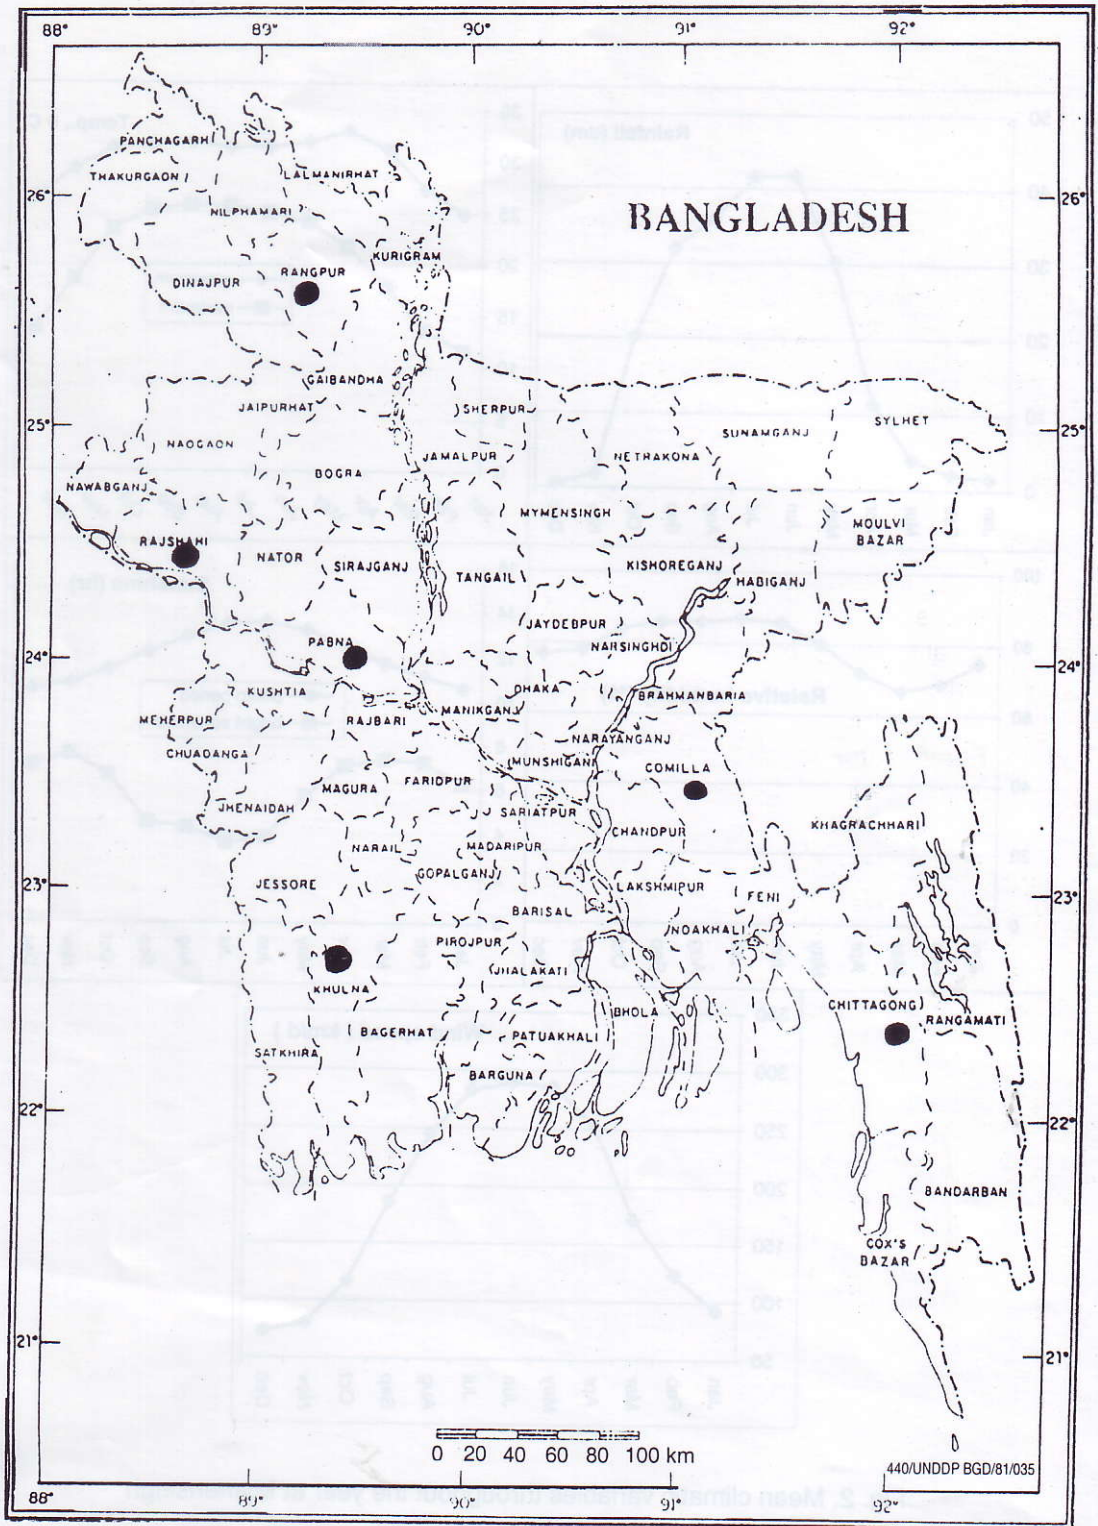 88° 89° 90° 91° 92°
PANCHAGARH
THAKURGAON
LALMANIRHAT
26° 26°
NILPHAMARI
BANGLADESH
KURIGRAM
RANGPUR
DINAJPUR
GAIBANDHA
JAIPURHAT
SHERPUR
25° 25°
SYLHET
SUNAMGANJ
NAOGAON
JAMALPUR
NETRAKONA
BOGRA
NAWABGANJ
MYMENSINGH
MOULVI
BAZAR
RAJSHAHI
NATOR
SIRAJGANJ
TANGAIL
KISHOREGANJ
HABIGANJ
JAYDEBPUR
PABNA
NARSINGHDI
24° 24°
KUSHTIA
DHAKA
BRAHMANBARIA
MEHERPUR
RAJBARI
MANIKGANJ
NARAYANGANJ
CHUADANGA
MUNSHIGANJ
COMILLA
FARIDPUR
MAGURA
JHENAIDAH
SARIATPUR
CHANDPUR
KHAGRACHHARI
NARAIL
MADARIPUR
GOPALGANJ
23° 23°
JESSORE
LAKSHMIPUR
FENI
BARISAL
NOAKHALI
PIROJPUR
JHALAKATI
KHULNA
BHOLA
CHITTAGONG
RANGAMATI
BAGERHAT
PATUAKHALI
SATKHIRA
BARGUNA
22° 22°
BANDARBAN
COX'S
BAZAR
21° 21°
0 20 40 60 80 100 km
440/UNDDP BGD/81/035
88° 89° 90° 91° 92°